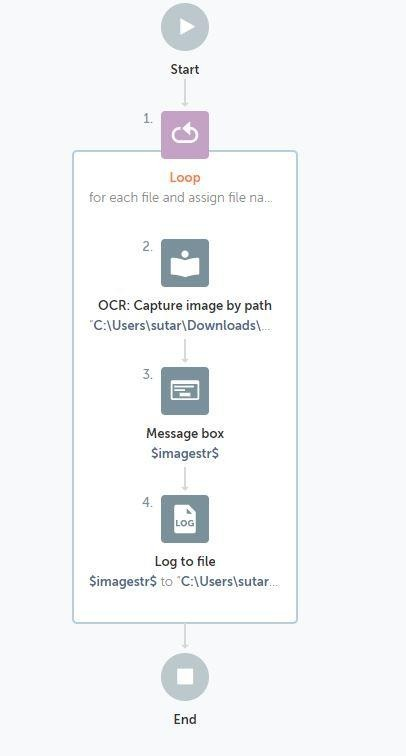 Start
1.
Loop
for each file and assign file na...
2.
OCR: Capture image by path
"C:\Users\sutar\Downloads\...
3.
Message box
$imagestr$
4.
LOG
Log to file
$imagestr$ to "C:\Users\sutar...
End